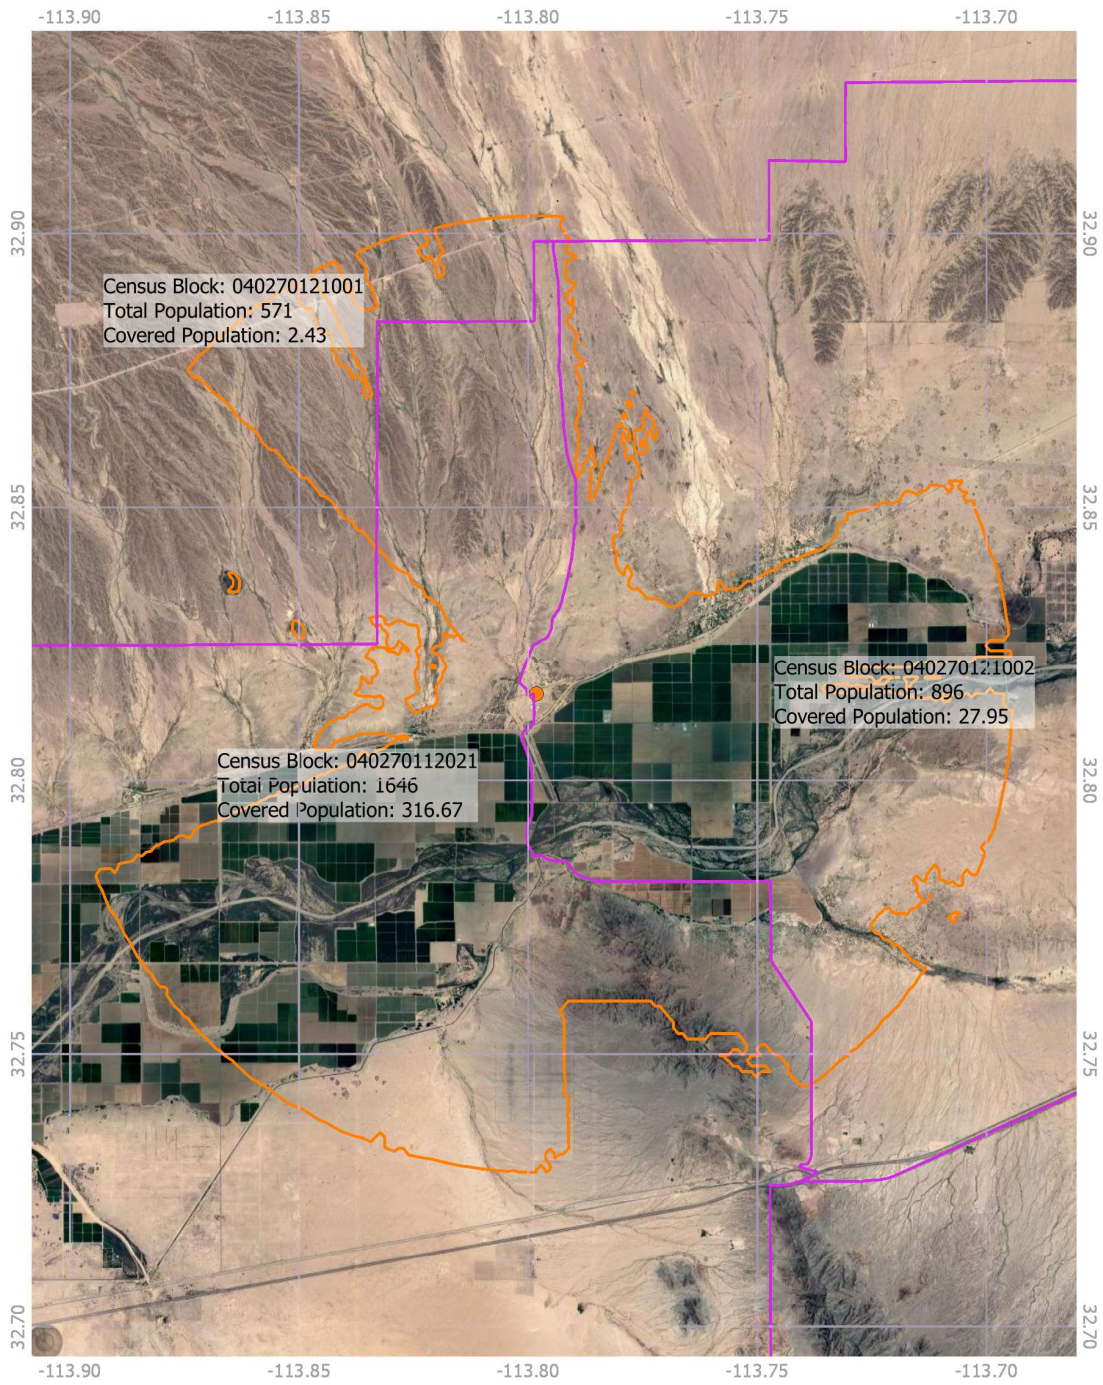 -113.90 -113.85 -113.80 -113.75 -113.70
32.90 32.90
Census Block: 040270121001
Total Population: 571
Covered Population: 2.43
32.85 32.85
Census Block: 040270121002
Total Population: 896
Covered Population: 27.95
Census Block: 040270112021
Total Population: 1646
Covered Population: 316.67
32.80 32.80
32.75 32.75
32.70 32.70
-113.90 -113.85 -113.80 -113.75 -113.70